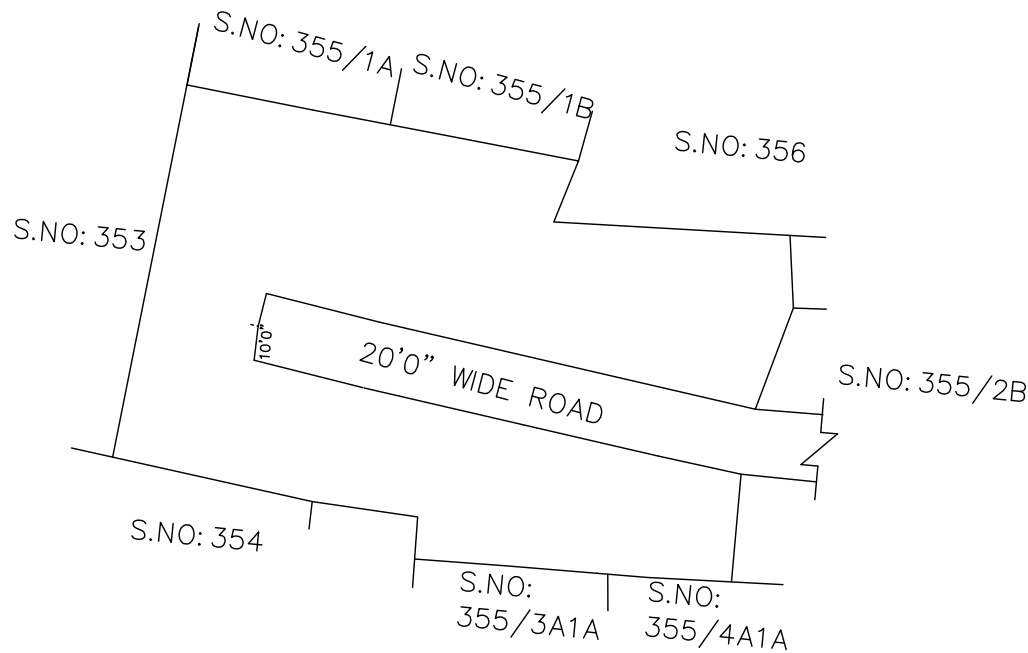 S.NO: 355/1A
S.NO: 355/1B
S.NO: 356
S.NO: 353
10'0"
20'0" WIDE ROAD
S.NO: 355/2B
S.NO: 354
S.NO:
355/3A1A
S.NO:
355/4A1A